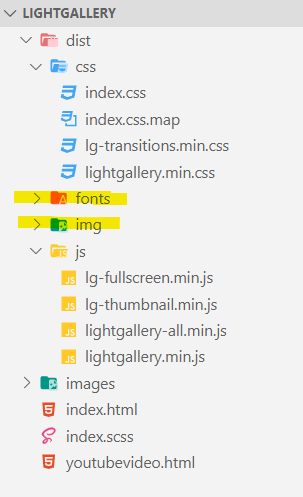 LIGHTGALLERY
dist
css
index.css
index.css.map
lg-transitions.min.css
lightgallery.min.css
fonts
img
js
lg-fullscreen.min.js
lg-thumbnail.min.js
lightgallery-all.min.js
lightgallery.min.js
images
index.html
index.scss
youtubevideo.html